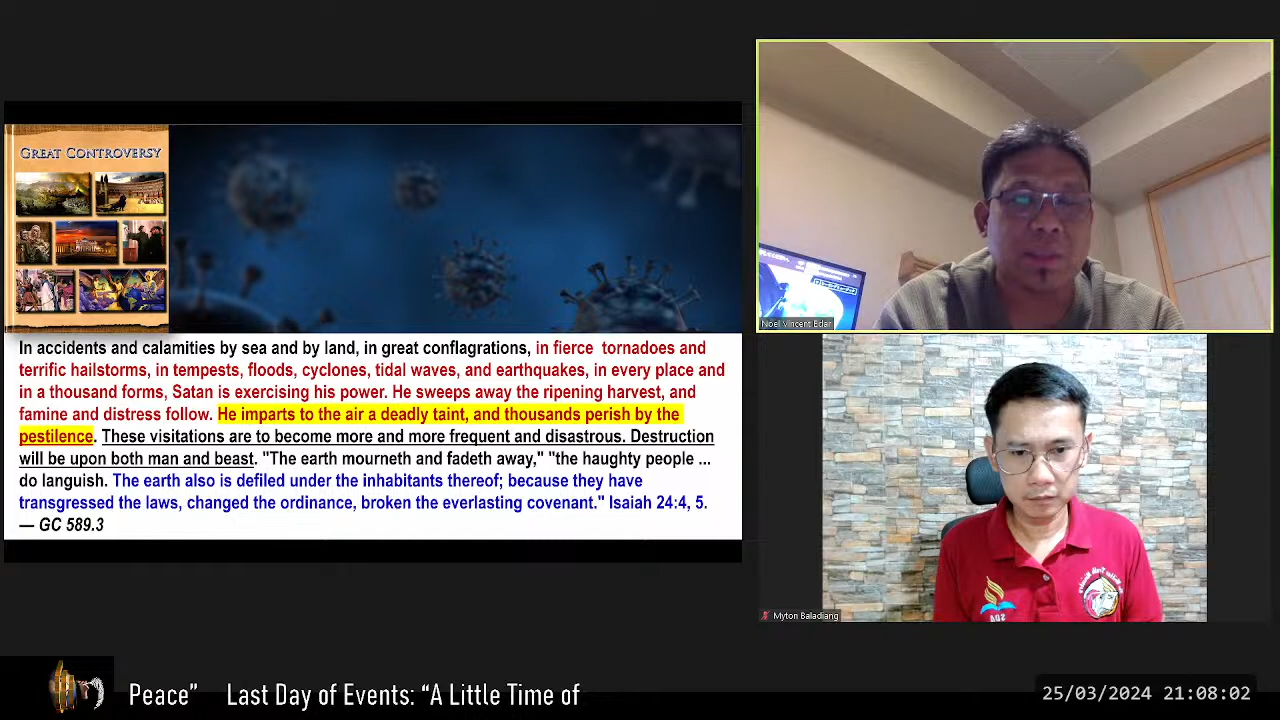 GREAT CONTROVERSY
In accidents and calamities by sea and by land, in great conflagrations, in fierce tornadoes and
terrific hailstorms, in tempests, floods, cyclones, tidal waves, and earthquakes, in every place and
in a thousand forms, Satan is exercising his power. He sweeps away the ripening harvest, and
famine and distress follow. He imparts to the air a deadly taint, and thousands perish by the
pestilence. These visitations are to become more and more frequent and disastrous. Destruction
will be upon both man and beast. "The earth mourneth and fadeth away," "the haughty people ...
do languish. The earth also is defiled under the inhabitants thereof; because they have
transgressed the laws, changed the ordinance, broken the everlasting covenant." Isaiah 24:4, 5.
— GC 589.3
Noel Vincent Edar
Myton Baladiang
SDA
Peace” Last Day of Events: “A Little Time of
25/03/2024 21:08:02